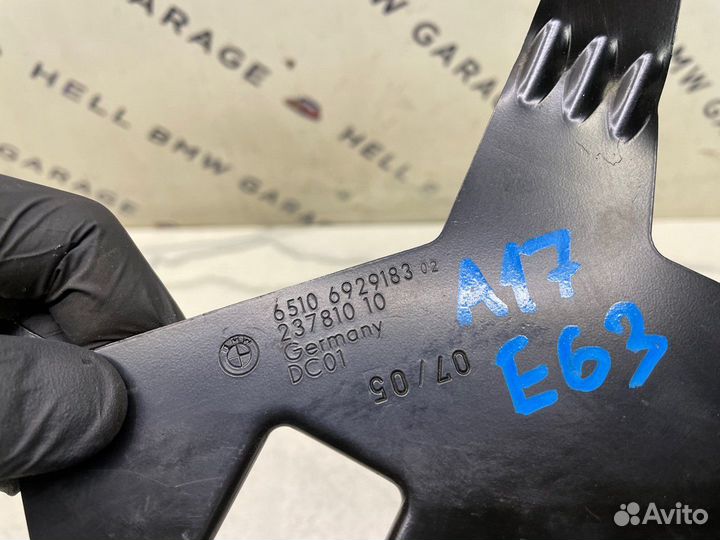 HELL BMW GARAGE
HELL BMW GARAGE
BMW GARAGE
GARAGE
6510 6929183 02
237810 10
Germany
DC01
BMW
07/05
A17
E63
Avito